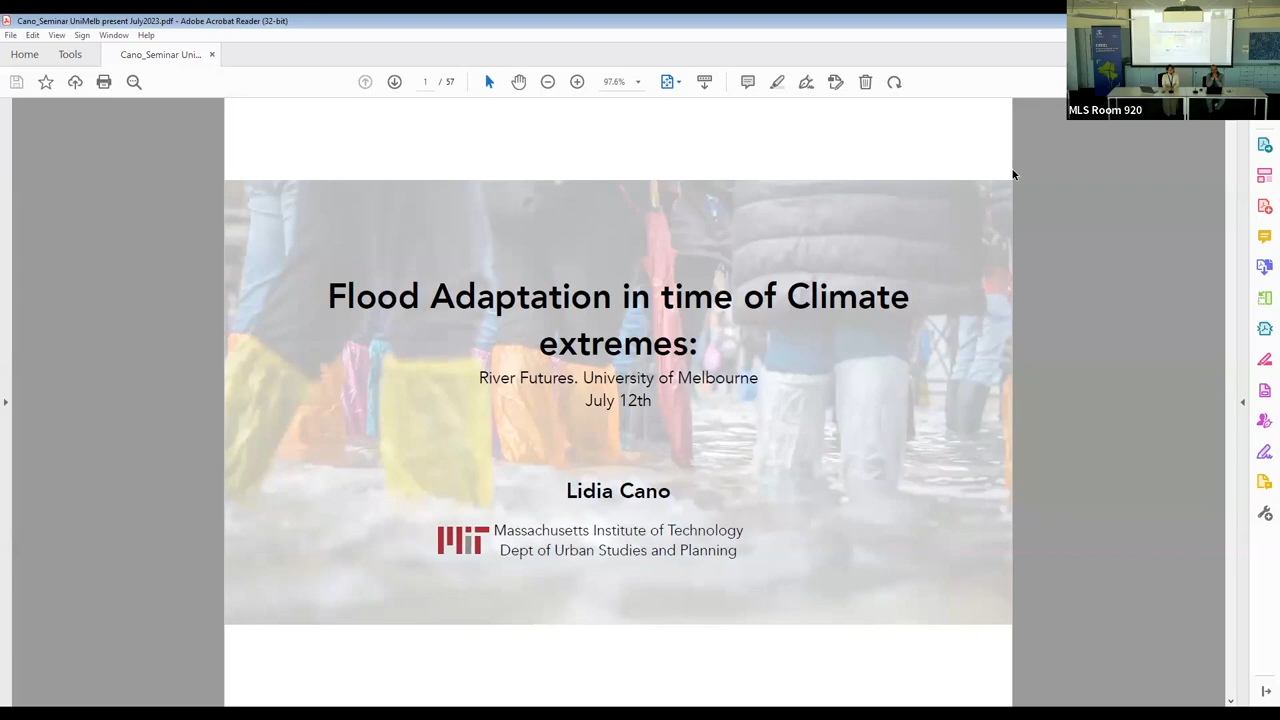 Cano_Seminar UniMelb present July2023.pdf - Adobe Acrobat Reader (32-bit)
File Edit View Sign Window Help
Home Tools Cano_Seminar Uni... ×
1 / 57 97.6%
MLS Room 920
Flood Adaptation in time of Climate
extremes:
River Futures. University of Melbourne
July 12th
Lidia Cano
MIT Massachusetts Institute of Technology
Dept of Urban Studies and Planning